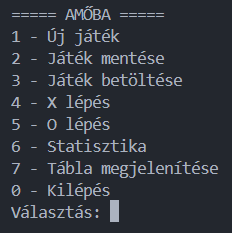 ===== AMŐBA =====
1 - Új játék
2 - Játék mentése
3 - Játék betöltése
4 - X lépés
5 - O lépés
6 - Statisztika
7 - Tábla megjelenítése
0 - Kilépés
Választás: